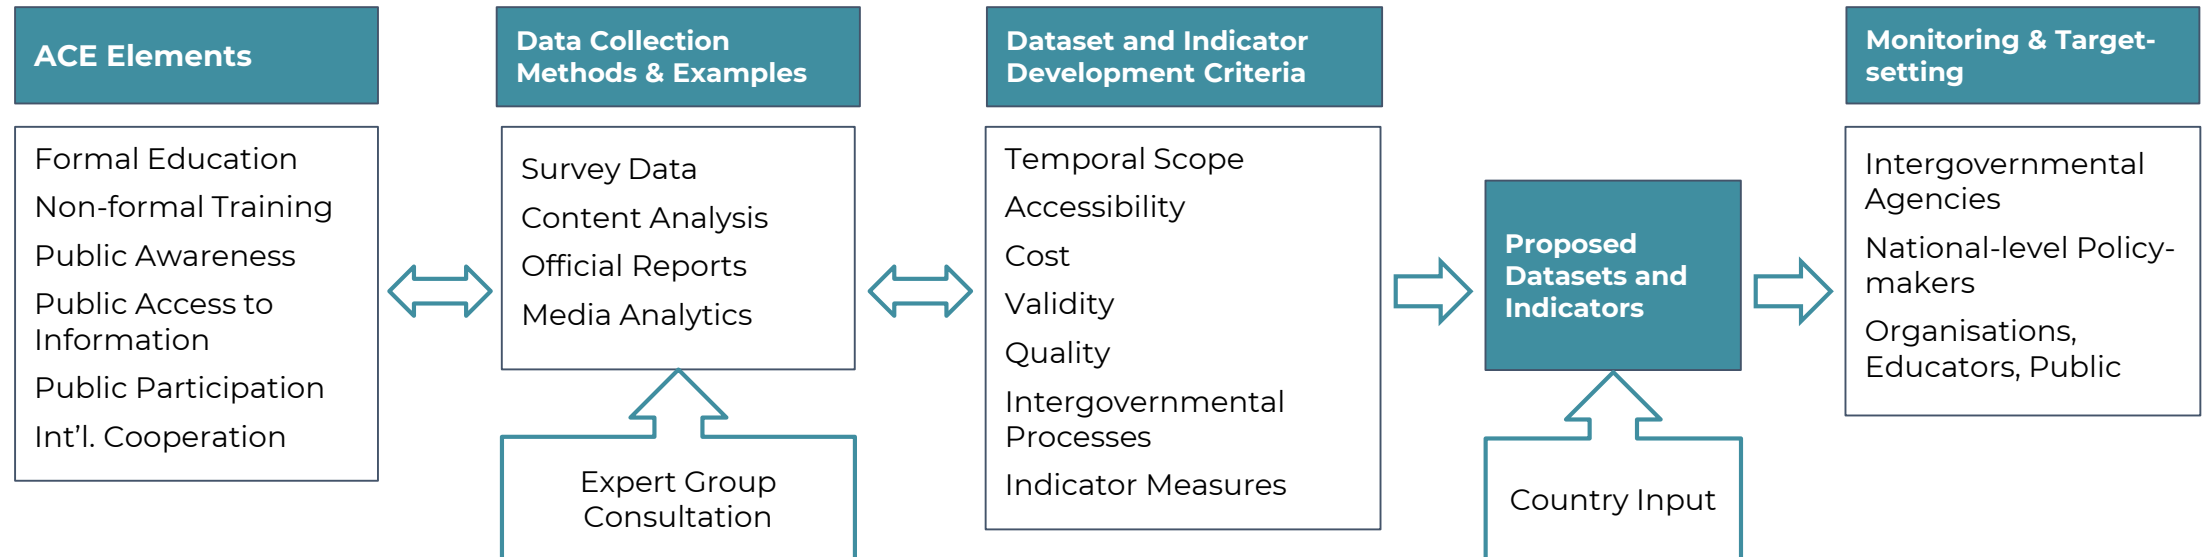 ACE Elements
Formal Education
Non-formal Training
Public Awareness
Public Access to
Information
Public Participation
Int’l. Cooperation
Data Collection
Methods & Examples
Survey Data
Content Analysis
Official Reports
Media Analytics
Expert Group
Consultation
Dataset and Indicator
Development Criteria
Temporal Scope
Accessibility
Cost
Validity
Quality
Intergovernmental
Processes
Indicator Measures
Proposed
Datasets and
Indicators
Country Input
Monitoring & Target-
setting
Intergovernmental
Agencies
National-level Policy-
makers
Organisations,
Educators, Public